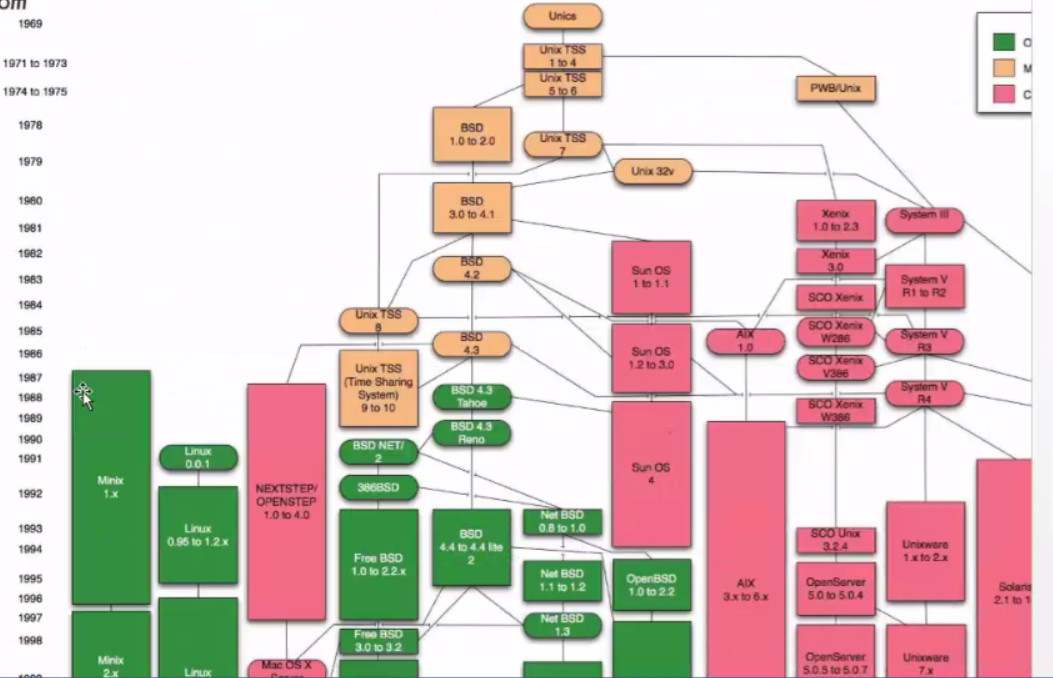 om
1969
1971 to 1973
1974 to 1975
1978
1979
1980
1981
1982
1983
1984
1985
1986
1987
1988
1989
1990
1991
1992
1993
1994
1995
1996
1997
1998
Unics
Unix TSS
1 to 4
Unix TSS
5 to 6
PWB/Unix
O
M
C
BSD
1.0 to 2.0
Unix TSS
7
Unix 32v
BSD
3.0 to 4.1
Xenix
1.0 to 2.3
System III
Xenix
3.0
BSD
4.2
Sun OS
1 to 1.1
System V
R1 to R2
SCO Xenix
Unix TSS
8
SCO Xenix
W286
AIX
1.0
System V
R3
BSD
4.3
Sun OS
1.2 to 3.0
SCO Xenix
V386
Unix TSS
(Time Sharing
System)
9 to 10
BSD 4.3
Tahoe
System V
R4
SCO Xenix
W386
BSD 4.3
Reno
BSD NET/
2
Linux
0.0.1
Minix
1.x
386BSD
Sun OS
4
NEXTSTEP/
OPENSTEP
1.0 to 4.0
Linux
0.95 to 1.2.x
Net BSD
0.8 to 1.0
BSD
4.4 to 4.4 lite
2
SCO Unix
3.2.4
Unixware
1.x to 2.x
Free BSD
1.0 to 2.2.x
Net BSD
1.1 to 1.2
OpenBSD
1.0 to 2.2
AIX
3.x to 6.x
OpenServer
5.0 to 5.0.4
Solaris
2.1 to 1
Net BSD
1.3
Free BSD
3.0 to 3.2
Minix
2.x
Linux
Mac OS X
Server
OpenServer
5.0.5 to 5.0.7
Unixware
7.x